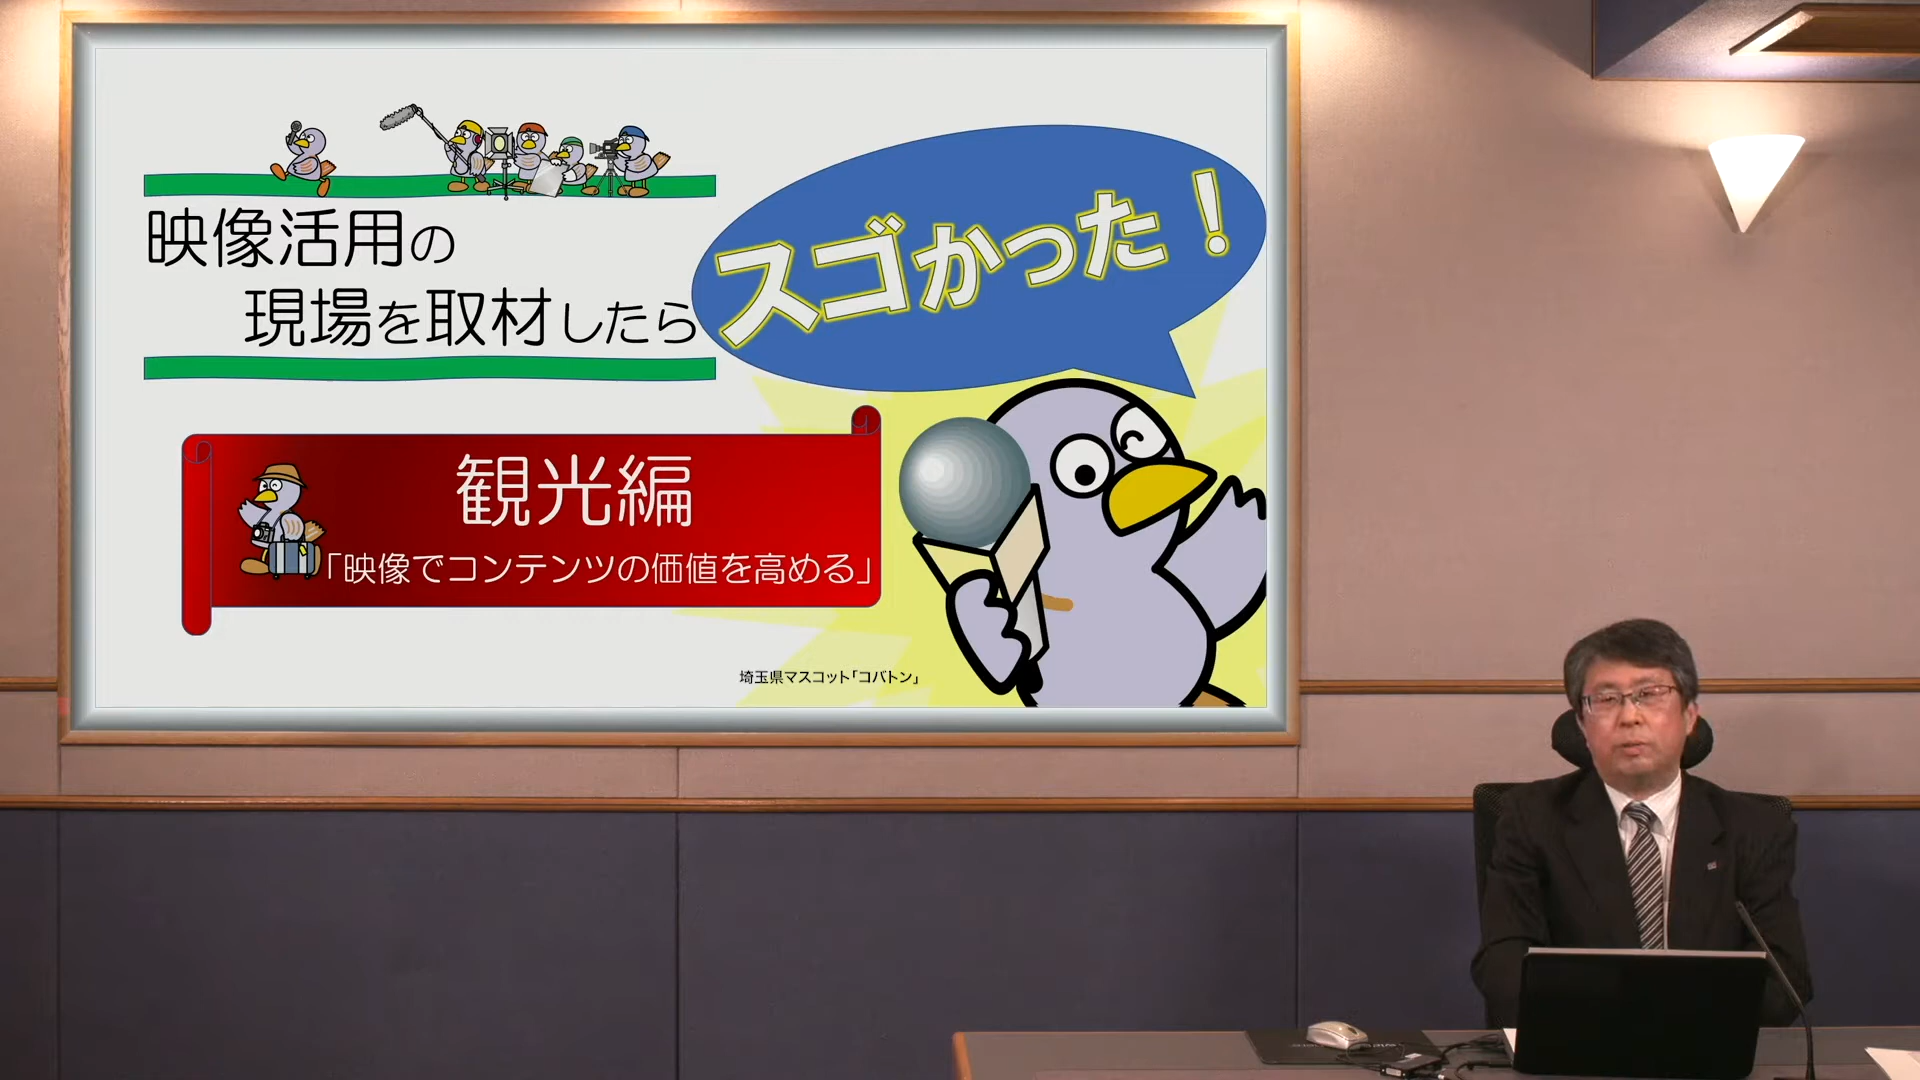 映像活用の
現場を取材したら
スゴかった！
観光編
「映像でコンテンツの価値を高める」
埼玉県マスコット「コバトン」